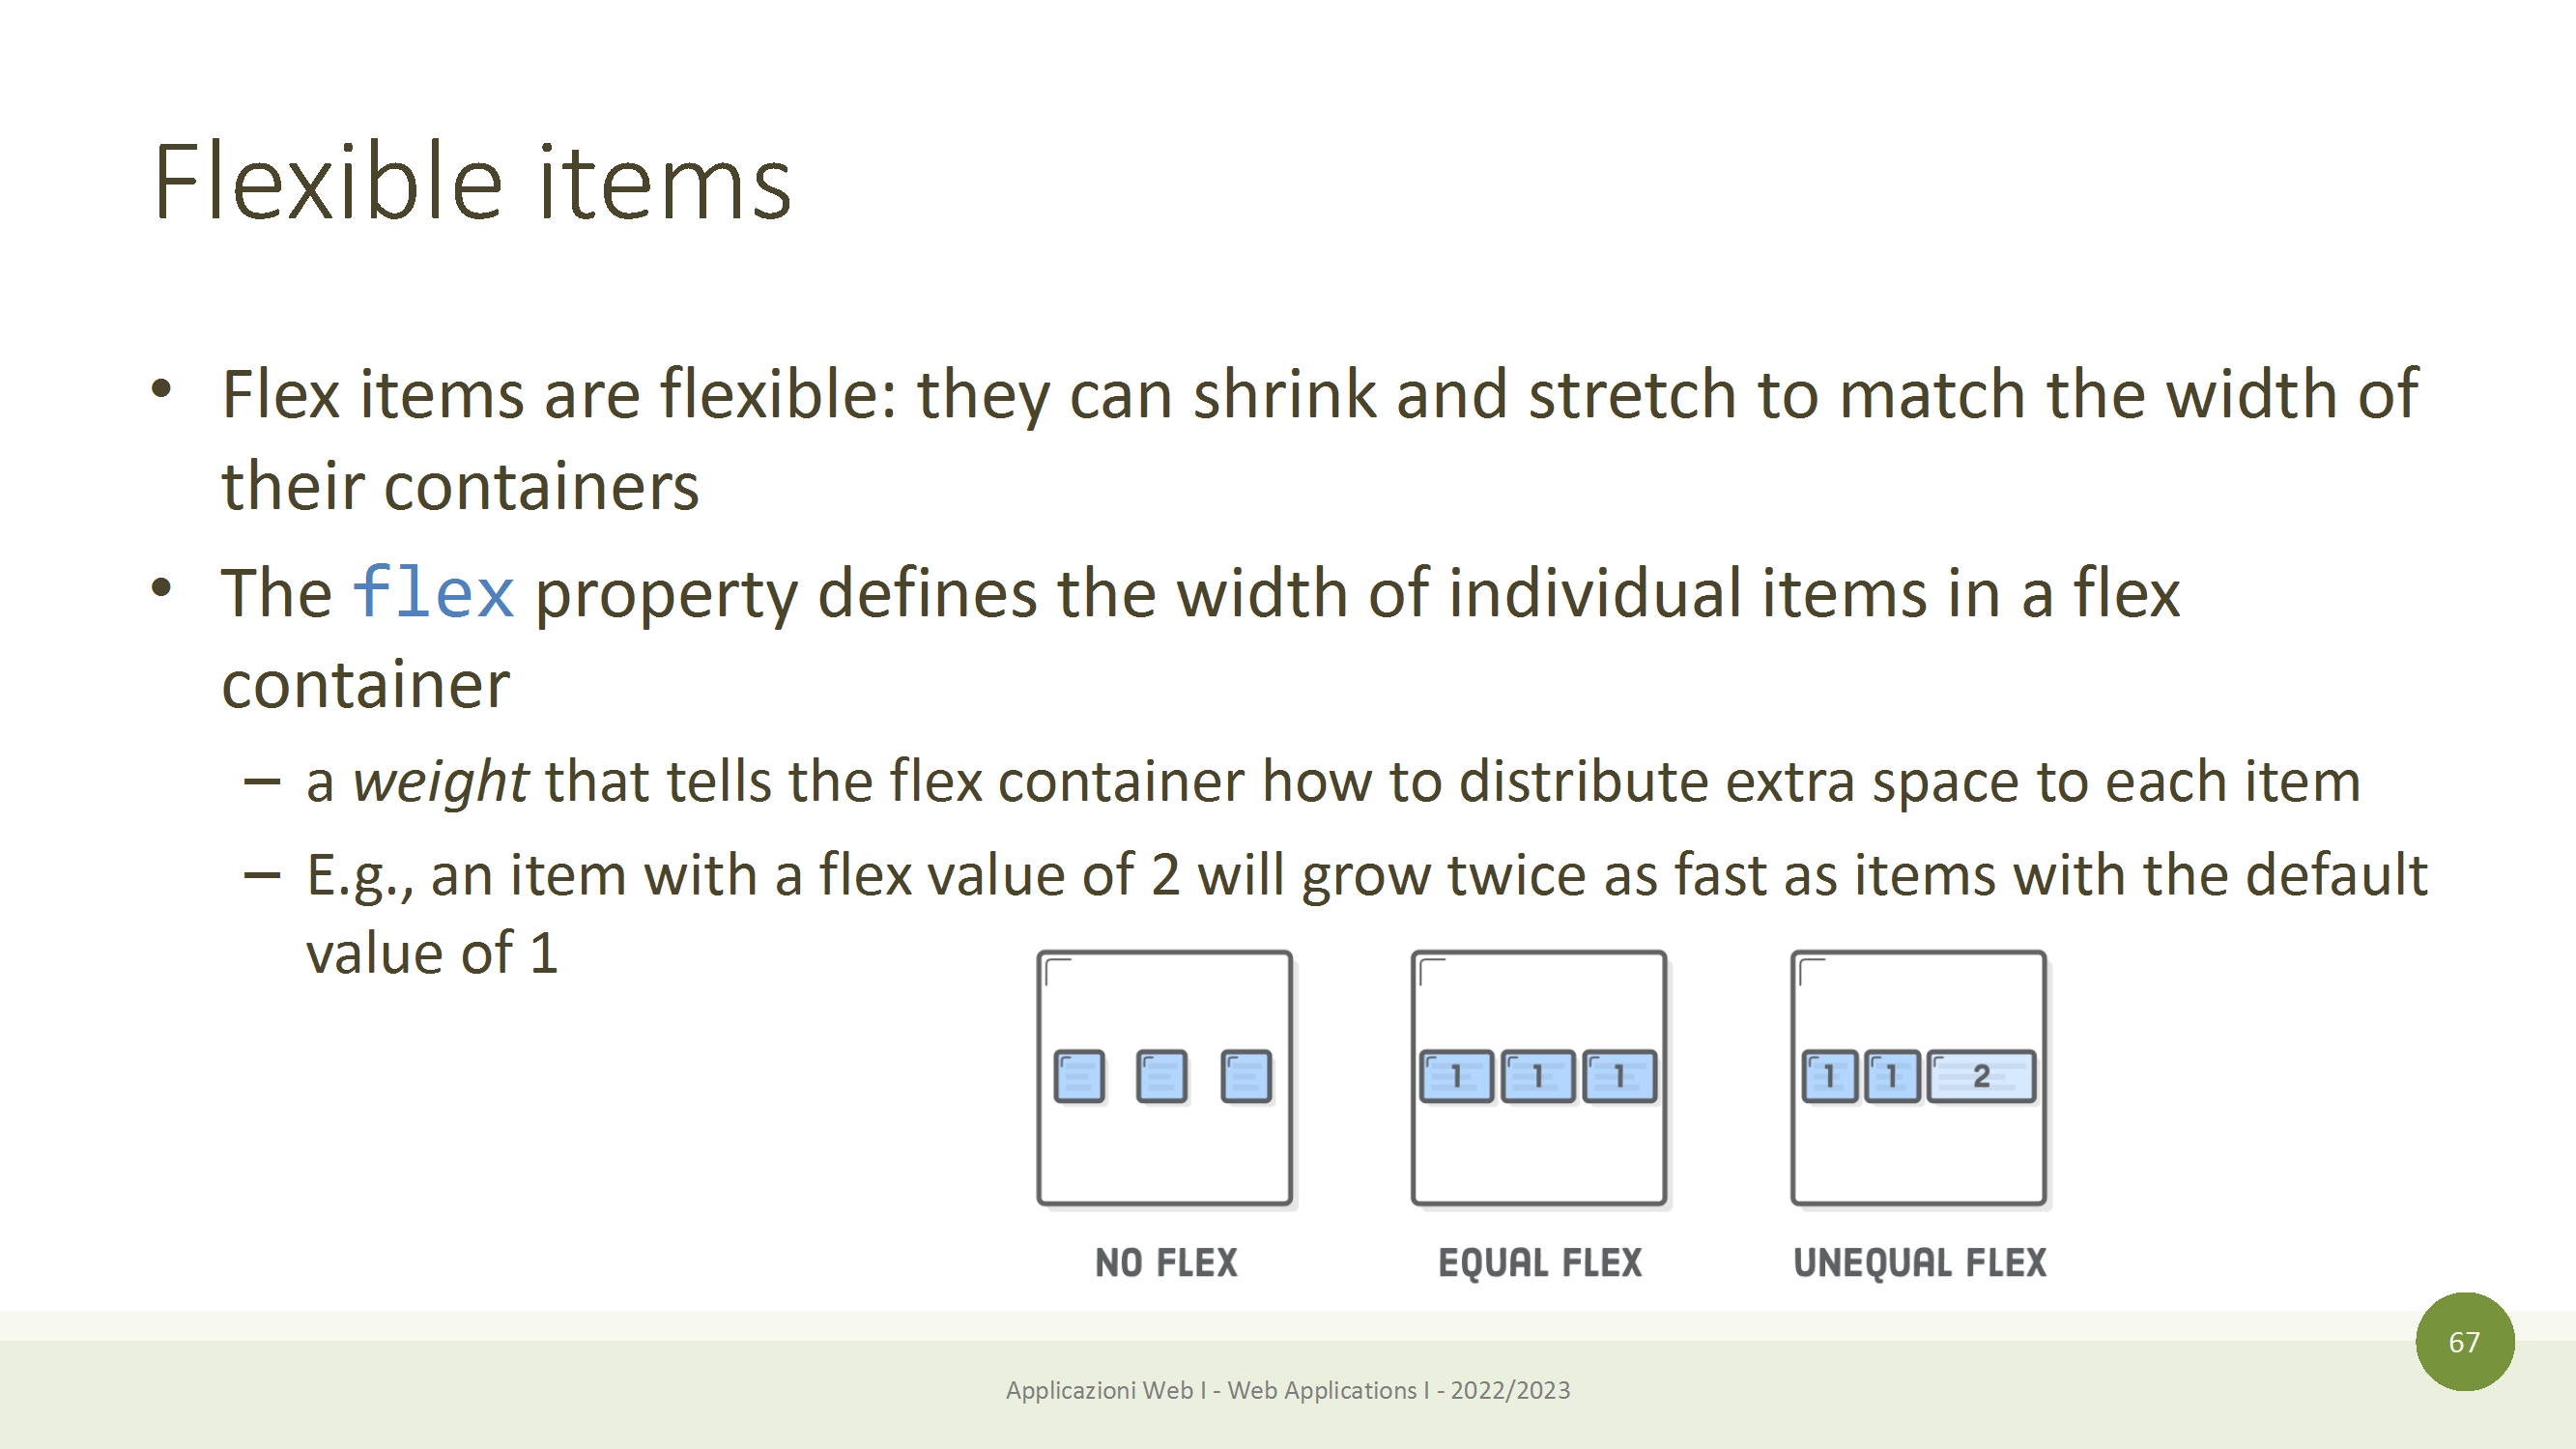 Flexible items
• Flex items are flexible: they can shrink and stretch to match the width of
their containers
• The flex property defines the width of individual items in a flex
container
– a weight that tells the flex container how to distribute extra space to each item
– E.g., an item with a flex value of 2 will grow twice as fast as items with the default
value of 1
1 1 1
1 1 2
NO FLEX
EQUAL FLEX
UNEQUAL FLEX
67
Applicazioni Web I - Web Applications I - 2022/2023